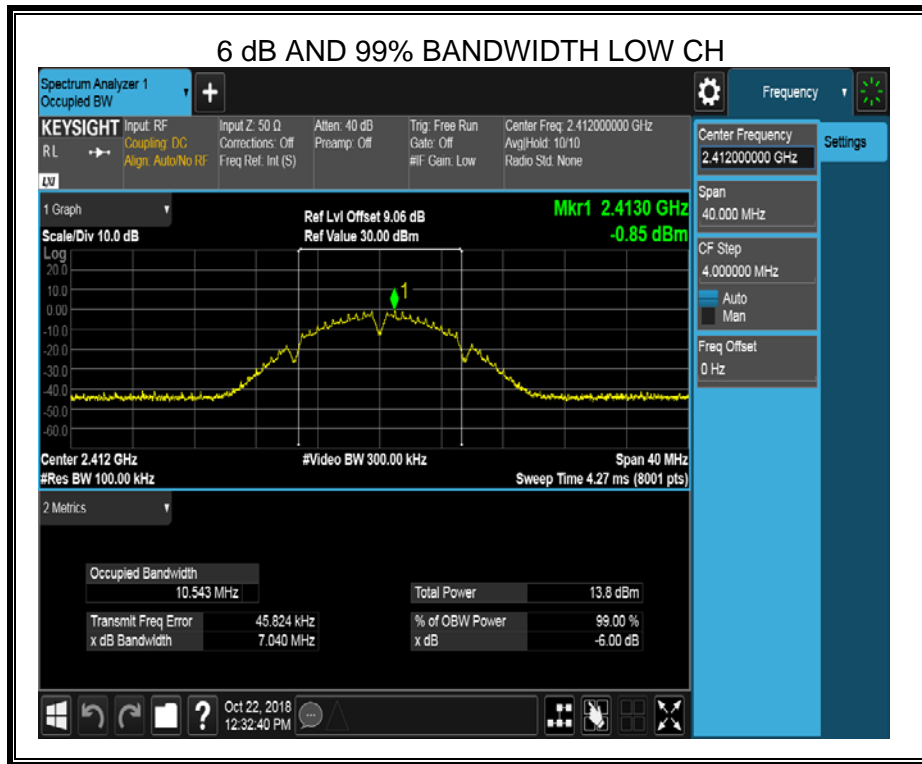 6 dB AND 99% BANDWIDTH LOW CH
Spectrum Analyzer 1
Occupied BW
+
Frequency
KEYSIGHT
RL
LXI
Input: RF
Coupling: DC
Align: Auto/No RF
Input Z: 50 Ω
Corrections: Off
Freq Ref: Int (S)
Atten: 40 dB
Preamp: Off
Trig: Free Run
Gate: Off
#IF Gain: Low
Center Freq: 2.412000000 GHz
Avg|Hold: 10/10
Radio Std: None
Center Frequency
2.412000000 GHz
Settings
Span
40.000 MHz
CF Step
4.000000 MHz
Auto
Man
Freq Offset
0 Hz
1 Graph
Scale/Div 10.0 dB
Ref Lvl Offset 9.06 dB
Ref Value 30.00 dBm
Mkr1 2.4130 GHz
-0.85 dBm
Log
20.0
10.0
0.00
-10.0
-20.0
-30.0
-40.0
-50.0
-60.0
1
Center 2.412 GHz
#Res BW 100.00 kHz
#Video BW 300.00 kHz
Span 40 MHz
Sweep Time 4.27 ms (8001 pts)
2 Metrics
Occupied Bandwidth
10.543 MHz
Total Power 13.8 dBm
Transmit Freq Error 45.824 kHz
% of OBW Power 99.00 %
x dB Bandwidth 7.040 MHz
x dB -6.00 dB
?
Oct 22, 2018
12:32:40 PM